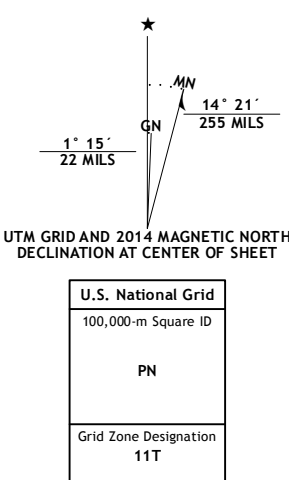 ★
MN
GN
1° 15´
22 MILS
14° 21´
255 MILS
UTM GRID AND 2014 MAGNETIC NORTH
DECLINATION AT CENTER OF SHEET
U.S. National Grid
100,000-m Square ID
PN
Grid Zone Designation
11T